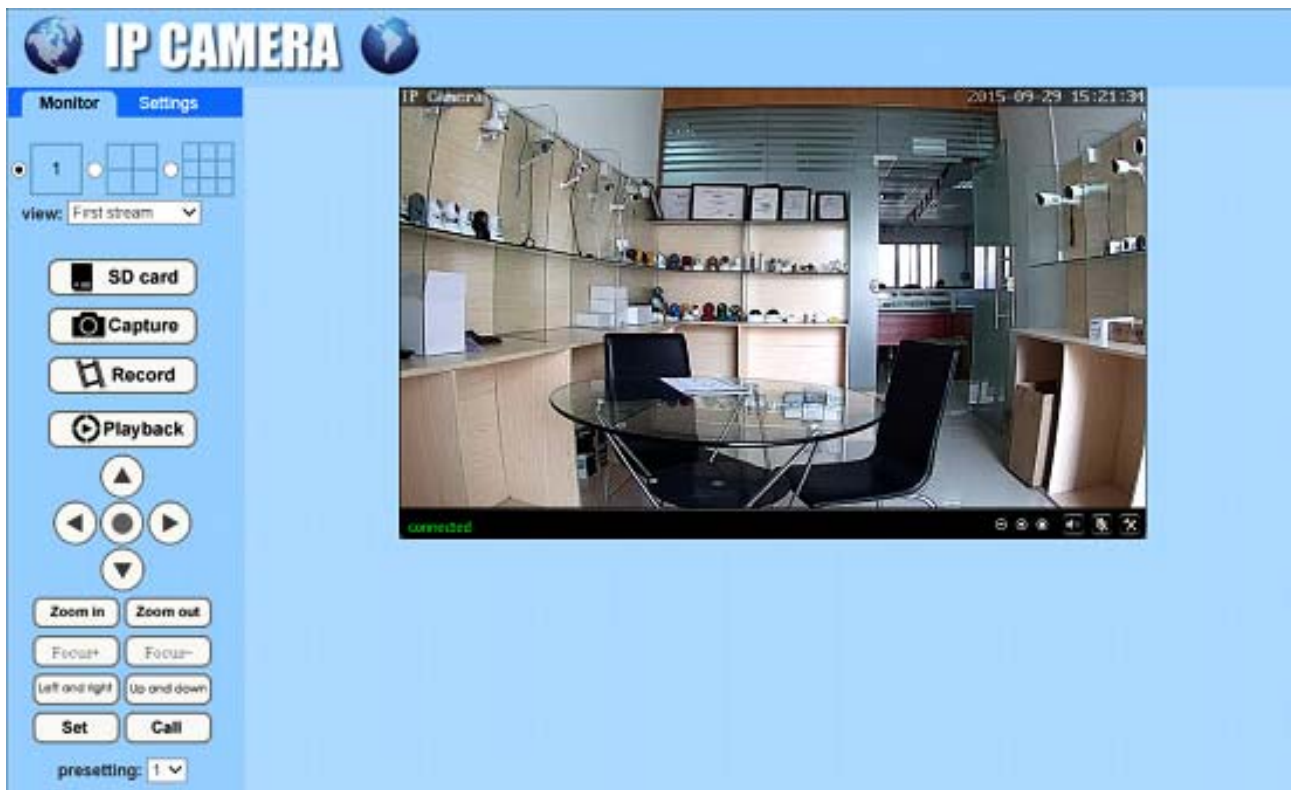 IP CAMERA
Monitor Settings
IP Camera 2015-09-29 15:21:34
1
view: First stream
SD card
Capture
Record
Playback
connected
Zoom in Zoom out
Focus+ Focus-
Left and right Up and down
Set Call
presetting: 1